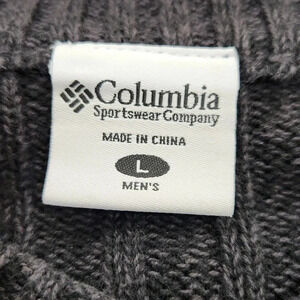 Columbia
Sportswear Company
MADE IN CHINA
L
MEN'S